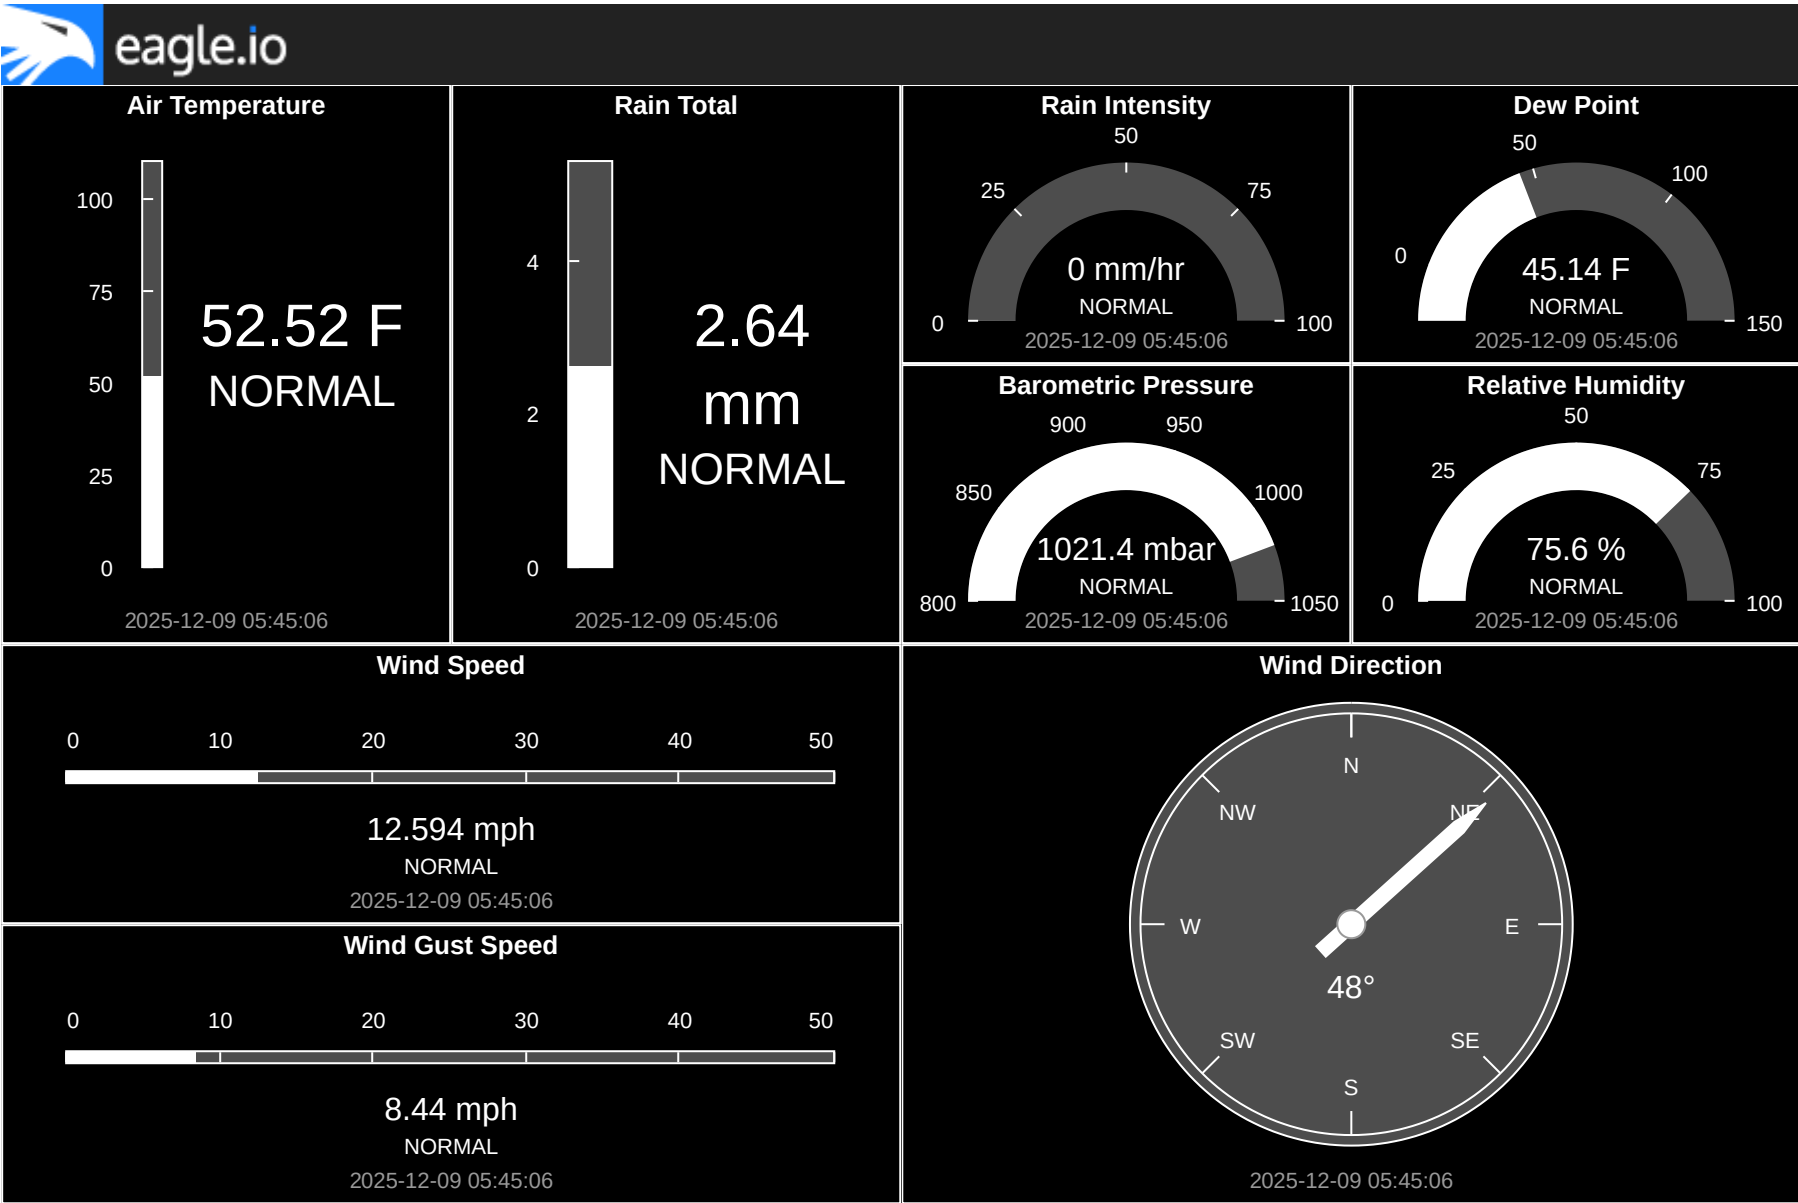 eagle.io
Air Temperature
100
75
50
25
0
52.52 F
NORMAL
2025-12-09 05:45:06
Rain Total
4
2
0
2.64
mm
NORMAL
2025-12-09 05:45:06
Rain Intensity
50
25
75
0
100
0 mm/hr
NORMAL
2025-12-09 05:45:06
Dew Point
50
100
0
150
45.14 F
NORMAL
2025-12-09 05:45:06
Barometric Pressure
900
950
850
1000
800
1050
1021.4 mbar
NORMAL
2025-12-09 05:45:06
Relative Humidity
50
25
75
0
100
75.6 %
NORMAL
2025-12-09 05:45:06
Wind Speed
0 10 20 30 40 50
12.594 mph
NORMAL
2025-12-09 05:45:06
Wind Gust Speed
0 10 20 30 40 50
8.44 mph
NORMAL
2025-12-09 05:45:06
Wind Direction
N
NW
NE
W
E
48°
SW
SE
S
2025-12-09 05:45:06